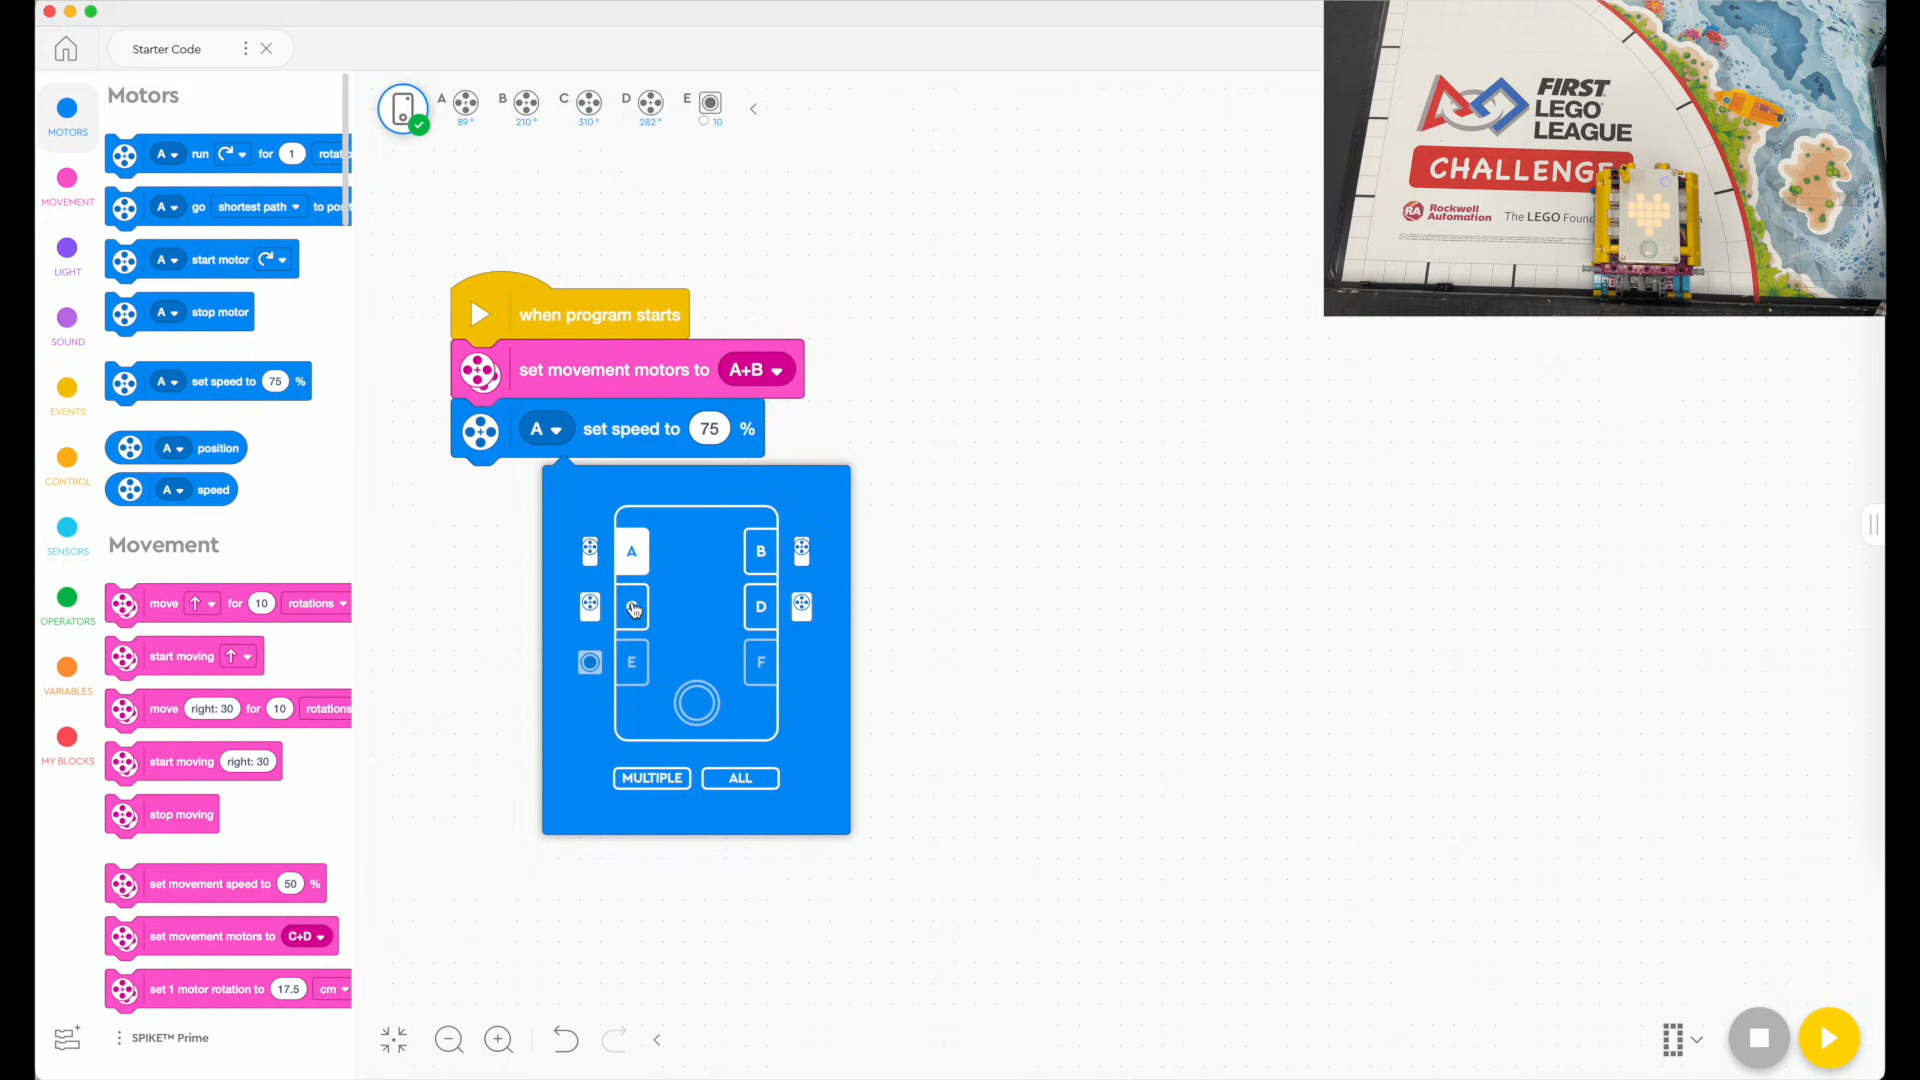 Starter Code
Motors
A 89° B 210° C 310° D 282° E 10
MOTORS
MOVEMENT
LIGHT
SOUND
EVENTS
CONTROL
SENSORS
OPERATORS
VARIABLES
MY BLOCKS
A run for 1
A go shortest path
A start motor
A stop motor
A set speed to 75 %
A position
A speed
Movement
move for 10 rotations
start moving
move right: 30 for 10 rotations
start moving right: 30
stop moving
set movement speed to 50 %
set movement motors to C+D
set 1 motor rotation to 17.5 cm
SPIKE™ Prime
when program starts
set movement motors to A+B
A set speed to 75 %
A B
D
E F
MULTIPLE ALL
FIRST
LEGO
LEAGUE
CHALLENGE
RA Rockwell Automation The LEGO